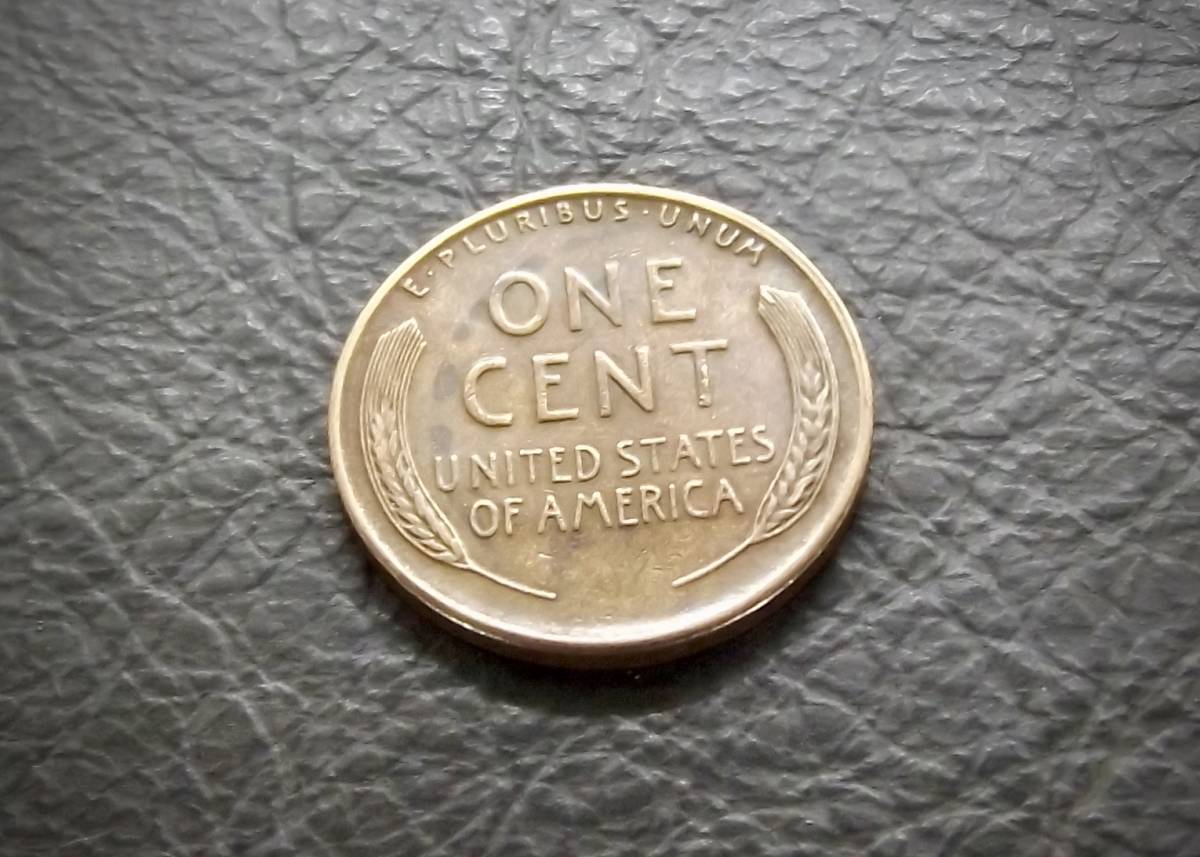 E·PLURIBUS·UNUM
ONE
CENT
UNITED STATES
OF AMERICA